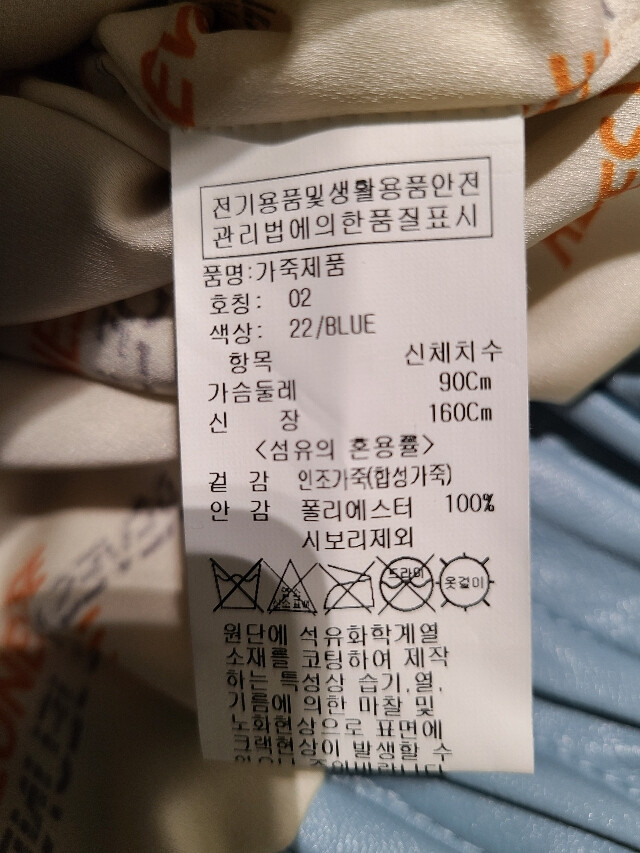 전기용품및생활용품안전
관리법에의한품질표시
품명:가죽제품
호칭: 02
색상: 22/BLUE
항목 신체치수
가슴둘레 90Cm
신 장 160Cm
<섬유의 혼용률>
겉 감 인조가죽(합성가죽)
안 감 폴리에스터 100%
시보리제외
드라이 옷걸이
원단에 석유화학계열
소재를 코팅하여 제작
하는 특성상 습기,열,
기름에 의한 마찰 및
노화현상으로 표면에
크랙현상이 발생할 수